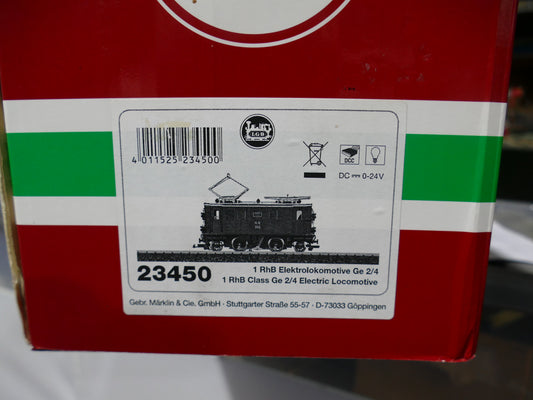 LGB
4 011525 234500
DCC
DC ⎓ 0-24V
23450
1 RhB Elektrolokomotive Ge 2/4
1 RhB Class Ge 2/4 Electric Locomotive
Gebr. Märklin & Cie. GmbH · Stuttgarter Straße 55-57 · D-73033 Göppingen